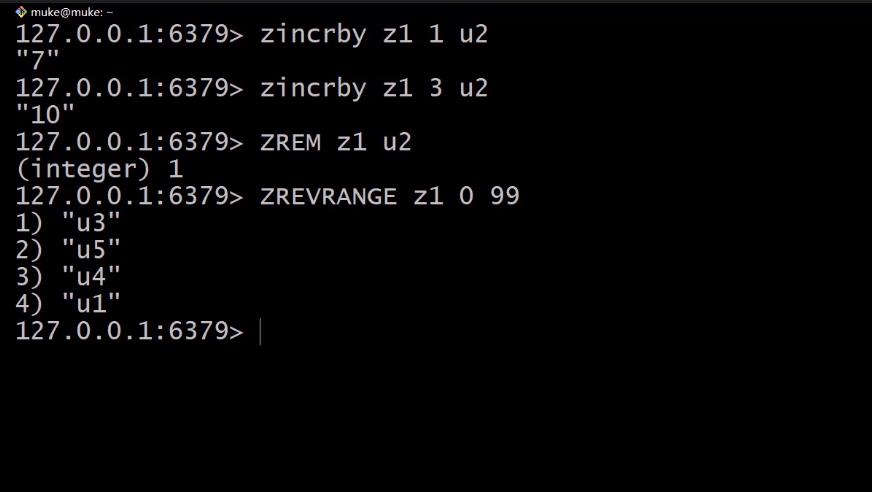 muke@muke: ~
127.0.0.1:6379> zincrby z1 1 u2
"7"
127.0.0.1:6379> zincrby z1 3 u2
"10"
127.0.0.1:6379> ZREM z1 u2
(integer) 1
127.0.0.1:6379> ZREVRANGE z1 0 99
1) "u3"
2) "u5"
3) "u4"
4) "u1"
127.0.0.1:6379>